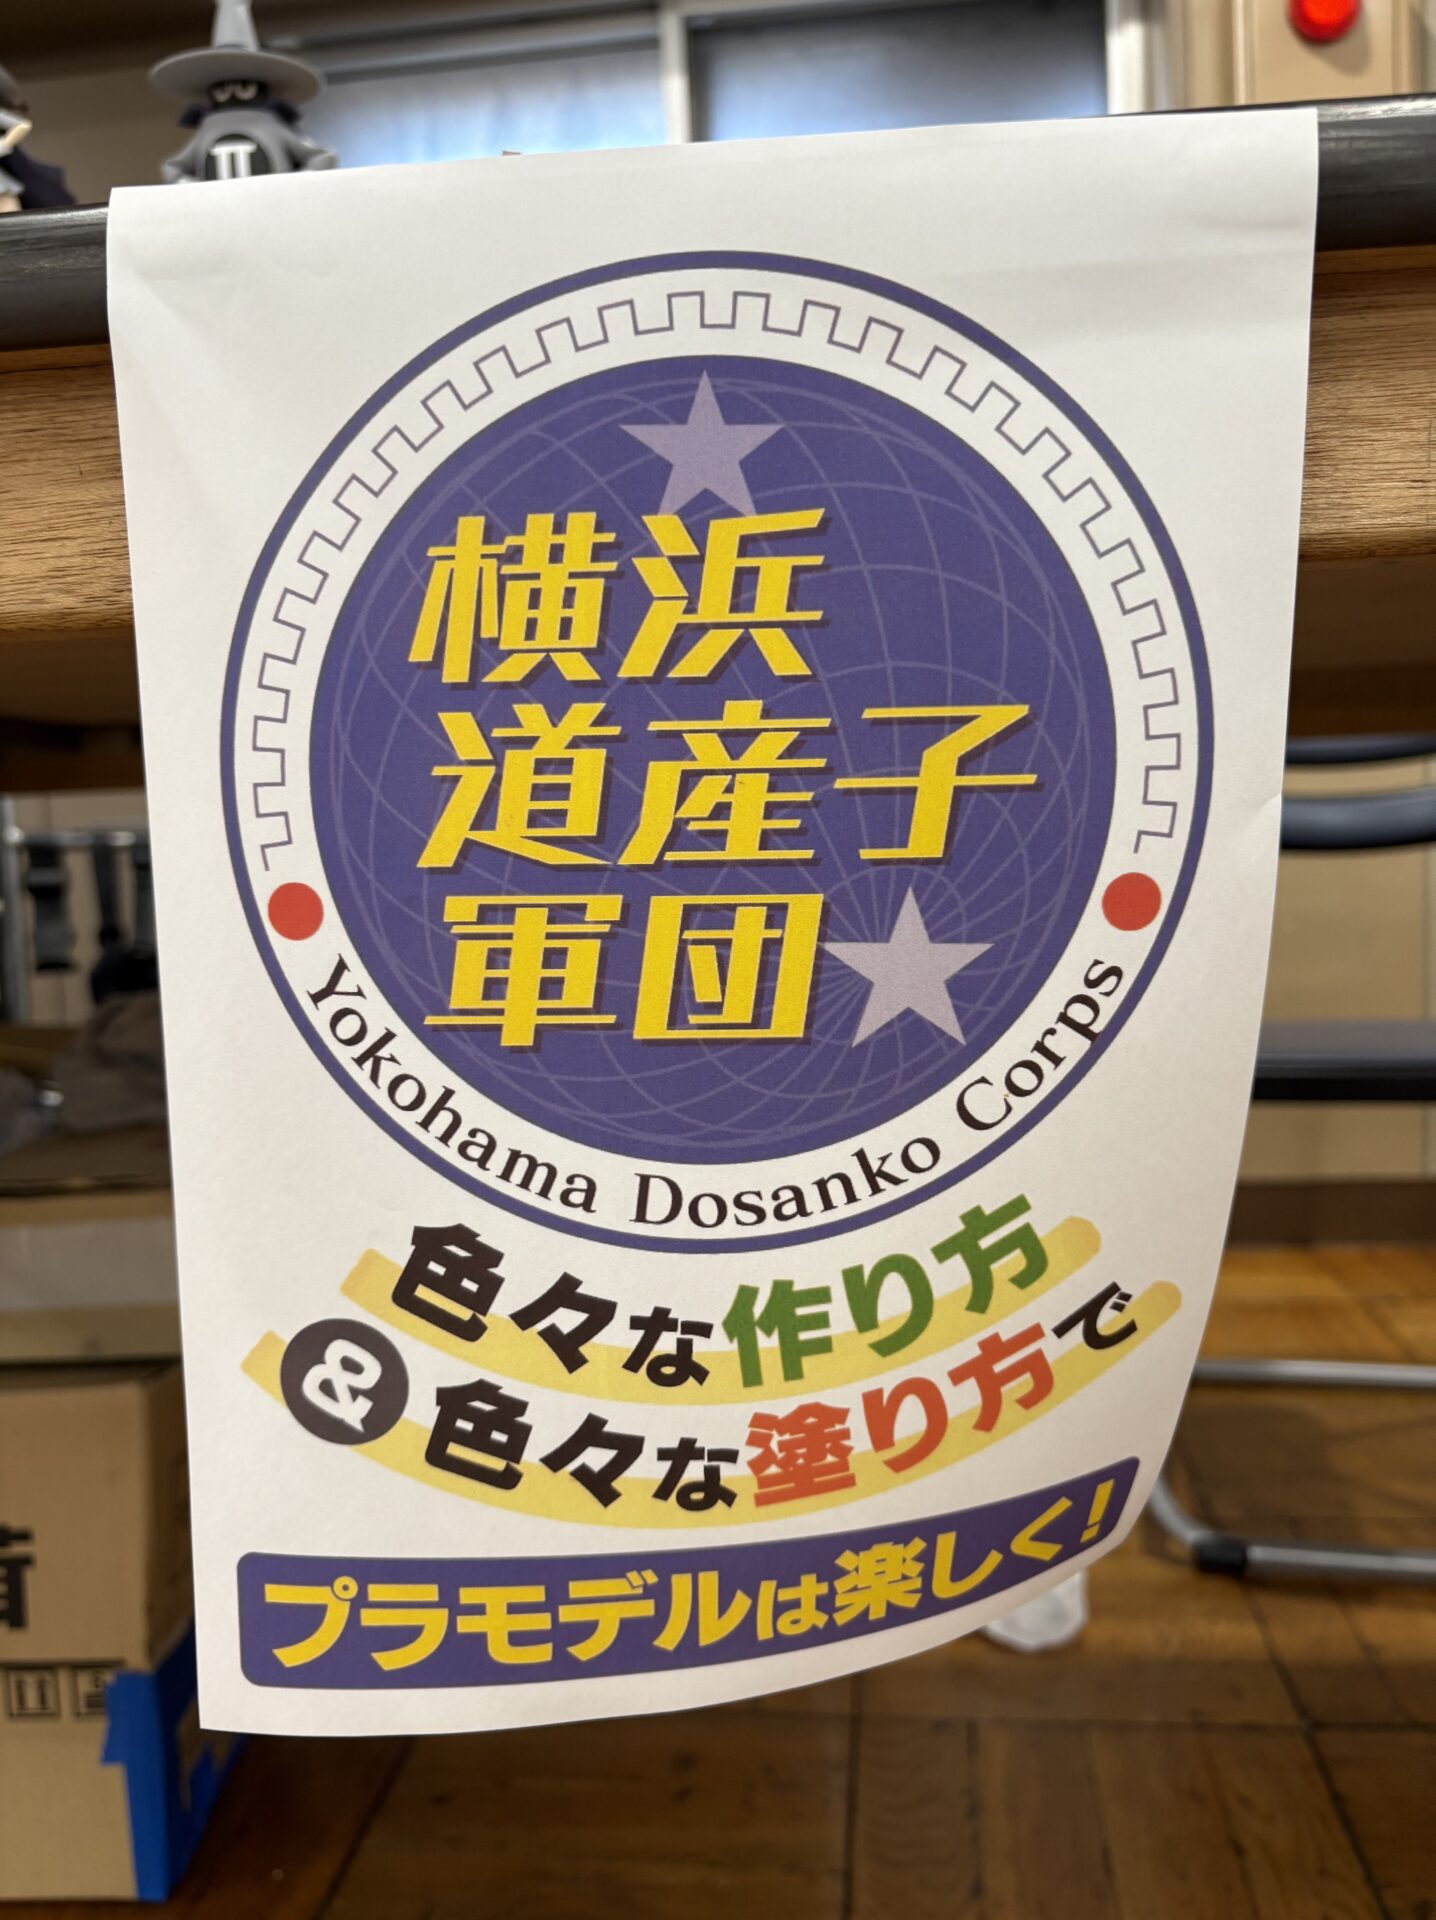 横浜
道産子
軍団
Yokohama Dosanko Corps
色々な作り方
&色々な塗り方で
プラモデルは楽しく!